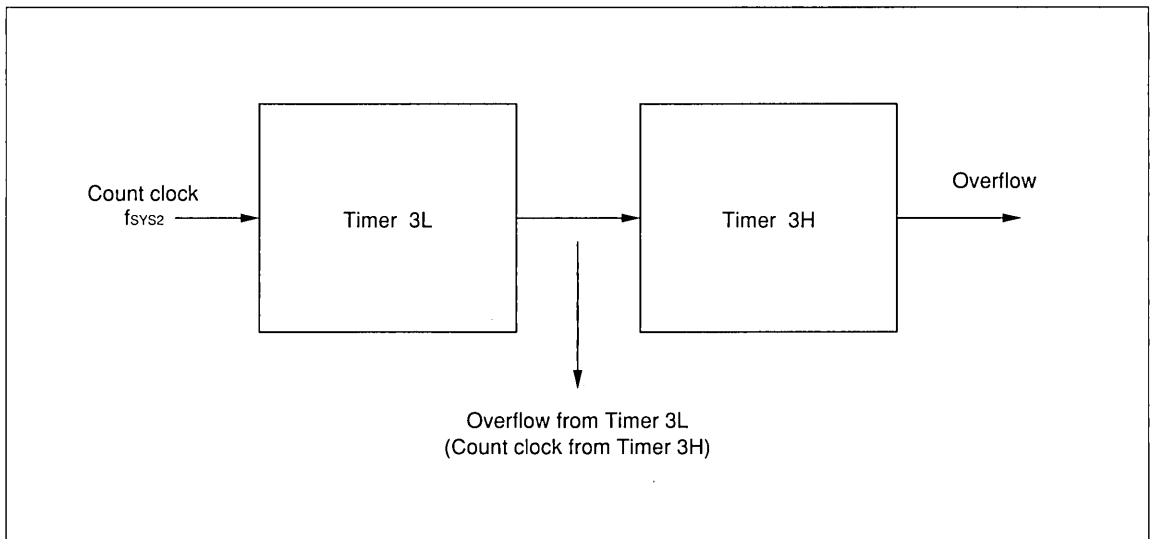 Count clock
fSYS2
Timer 3L
Timer 3H
Overflow
Overflow from Timer 3L
(Count clock from Timer 3H)